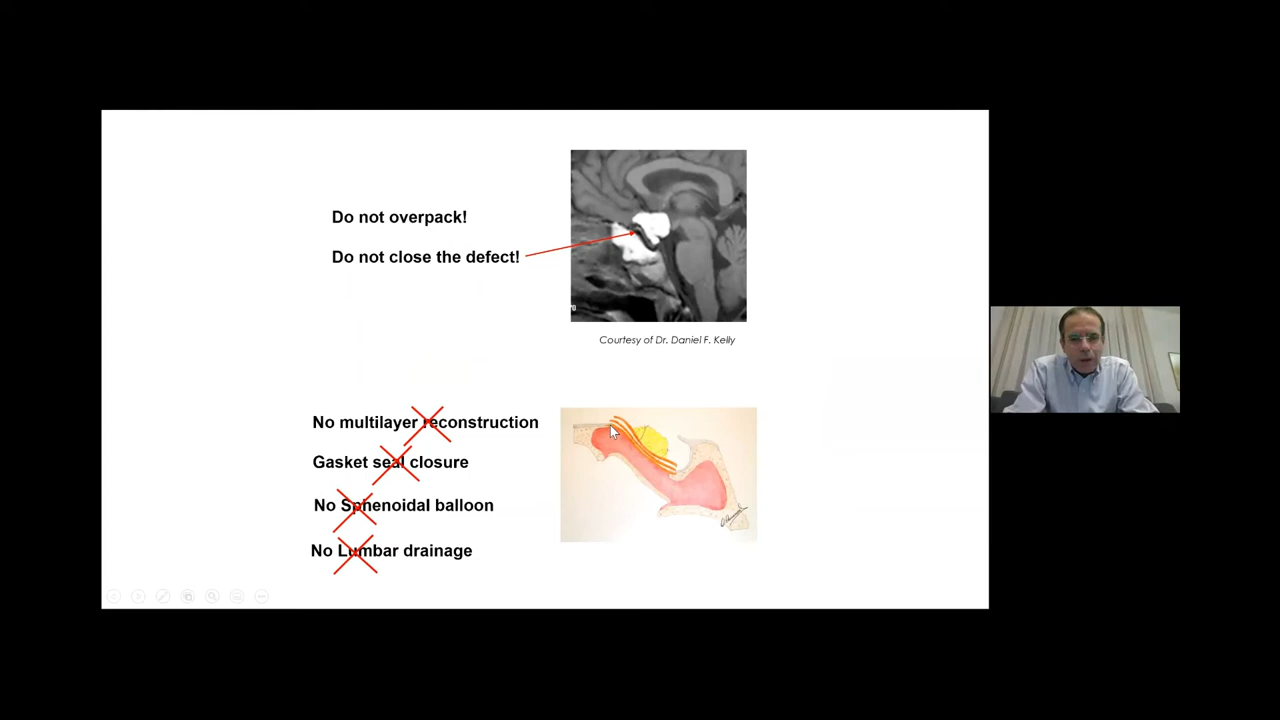 Do not overpack!
Do not close the defect!
70
Courtesy of Dr. Daniel F. Kelly
No multilayer reconstruction
Gasket seal closure
No Sphenoidal balloon
No Lumbar drainage